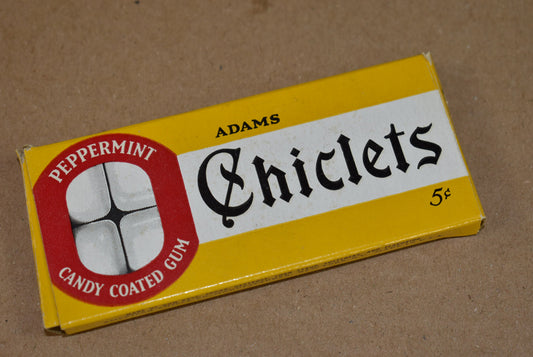 ADAMS
Chiclets
5¢
PEPPERMINT
CANDY COATED GUM